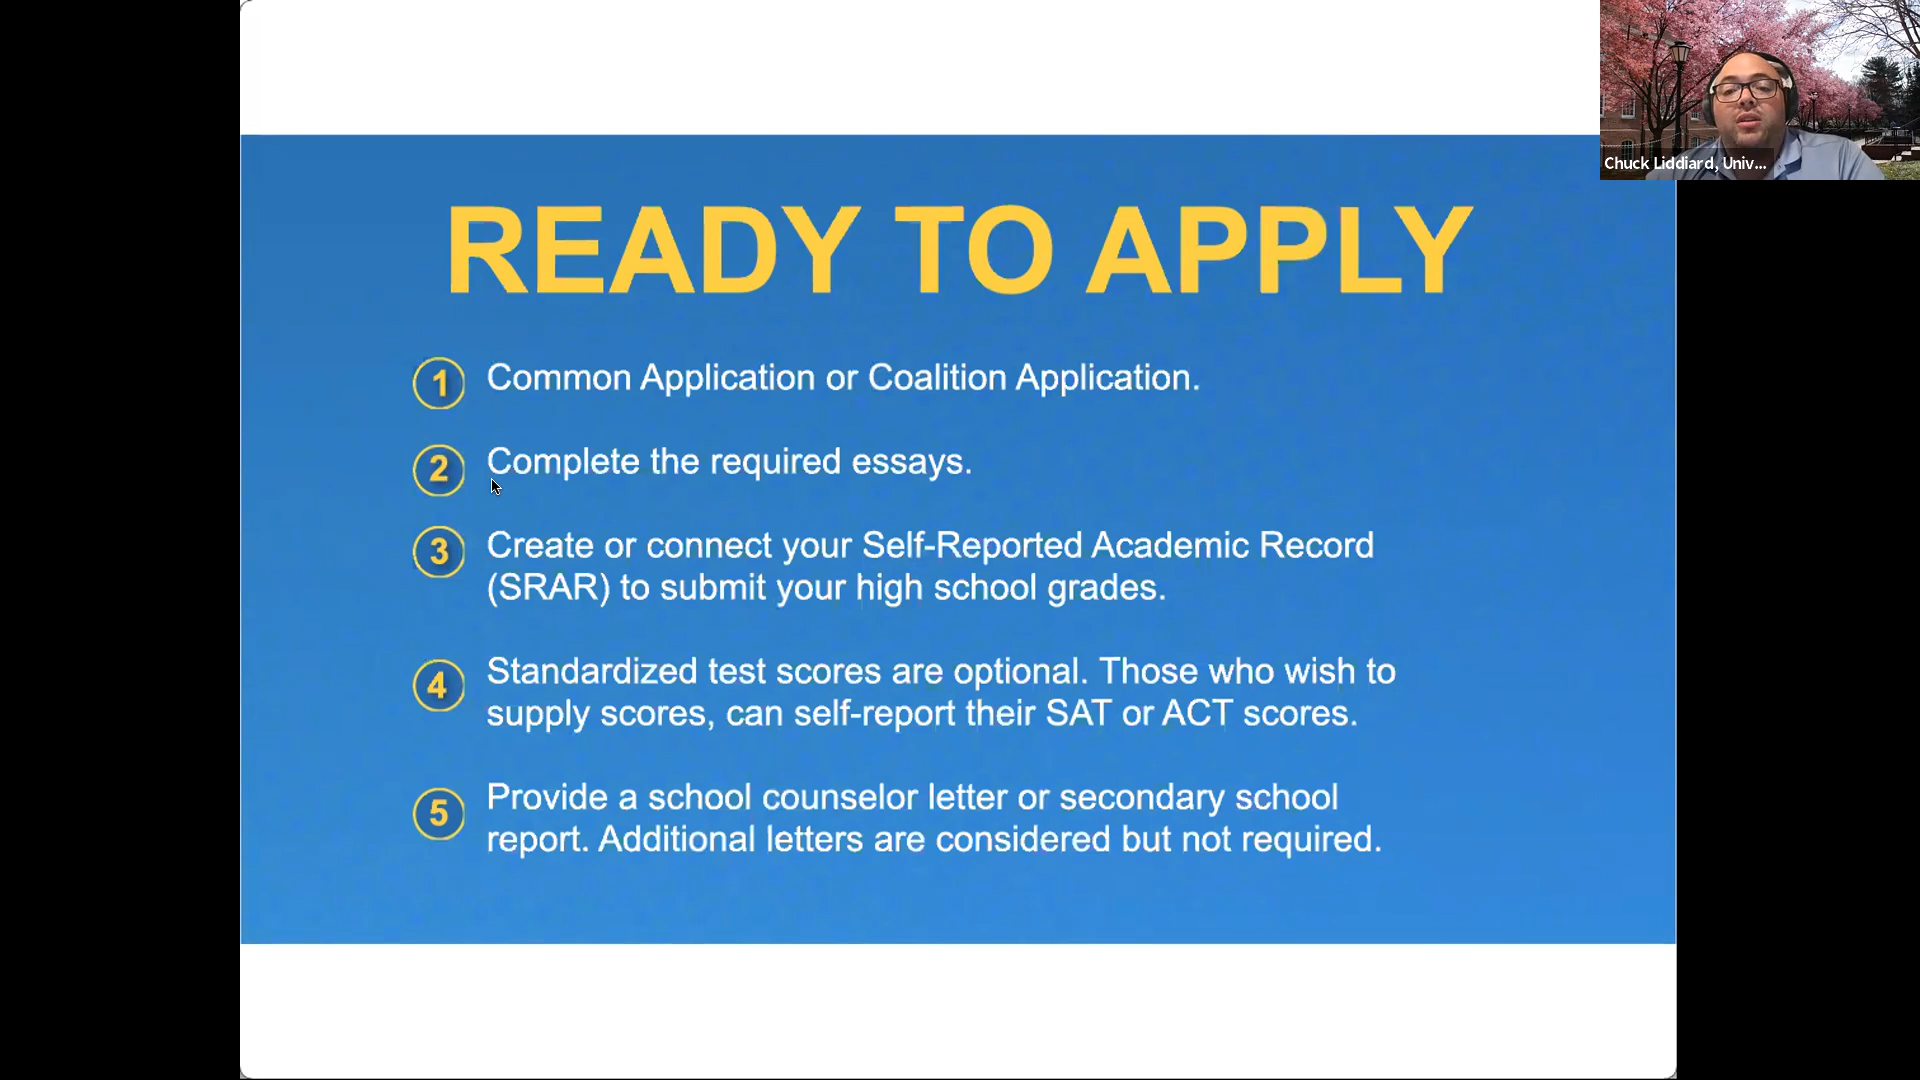 READY TO APPLY
1 Common Application or Coalition Application.
2 Complete the required essays.
3 Create or connect your Self-Reported Academic Record
(SRAR) to submit your high school grades.
4 Standardized test scores are optional. Those who wish to
supply scores, can self-report their SAT or ACT scores.
5 Provide a school counselor letter or secondary school
report. Additional letters are considered but not required.
Chuck Liddiard, Univ...